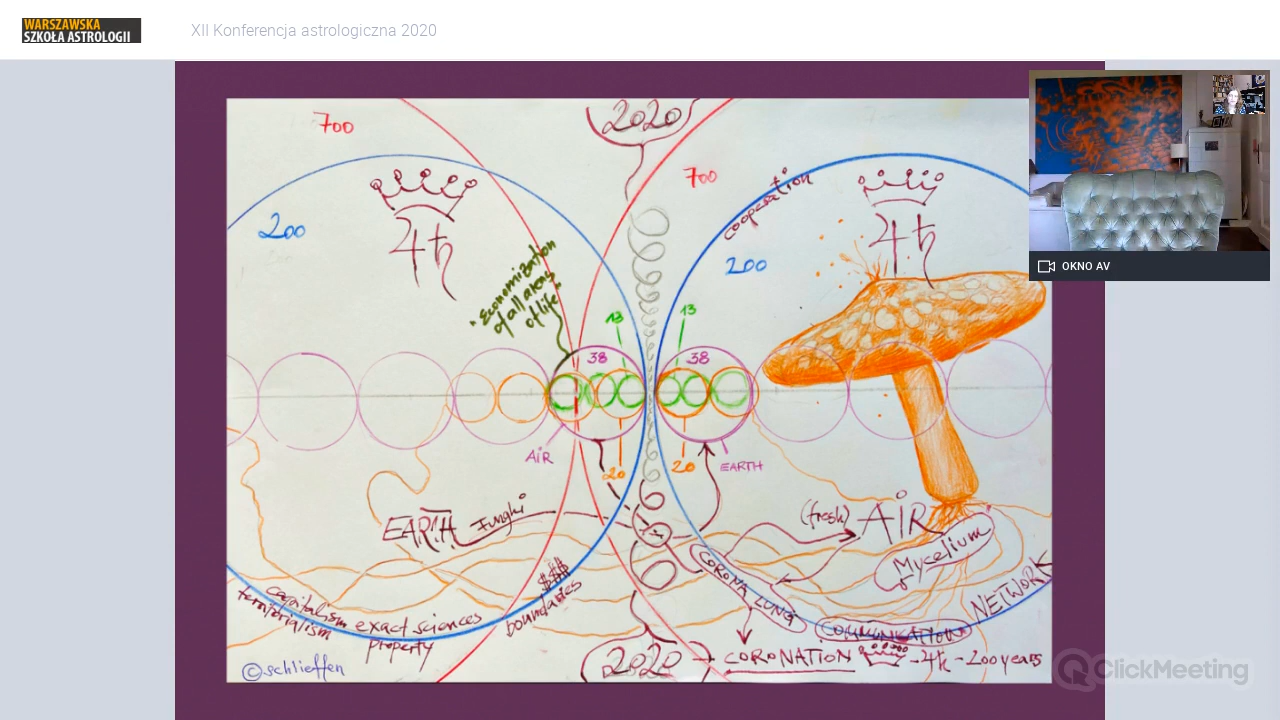 WARSZAWSKA
SZKOŁA ASTROLOGII
XII Konferencja astrologiczna 2020
OKNO AV
2020
700
700
200
200
cooperation
♃♄
♃♄
"Economization
of all areas
of life"
13
13
38
38
20
20
AIR
EARTH
EARTH Funghi
(fresh) AIR
Mycelium
NETWORK
CORONA LUNG
COMUNICATION
$$$
boundaries
capitalism
territorialism
exact sciences
property
2020 → CORONATION - ♃♄ - 200 years
©schlieffen
ClickMeeting